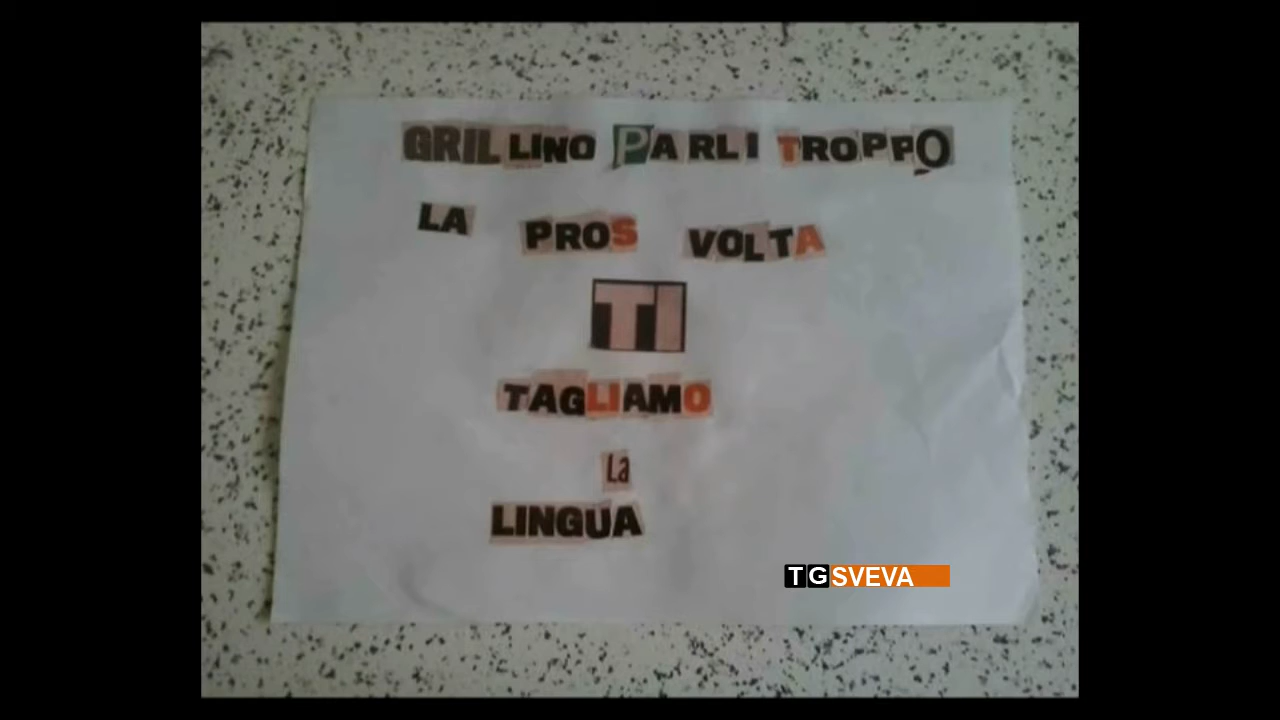 GRILLINO PARLI TROPPO
LA PROS VOLTA
TI
TAGLIAMO
La
LINGUA
TGSVEVA